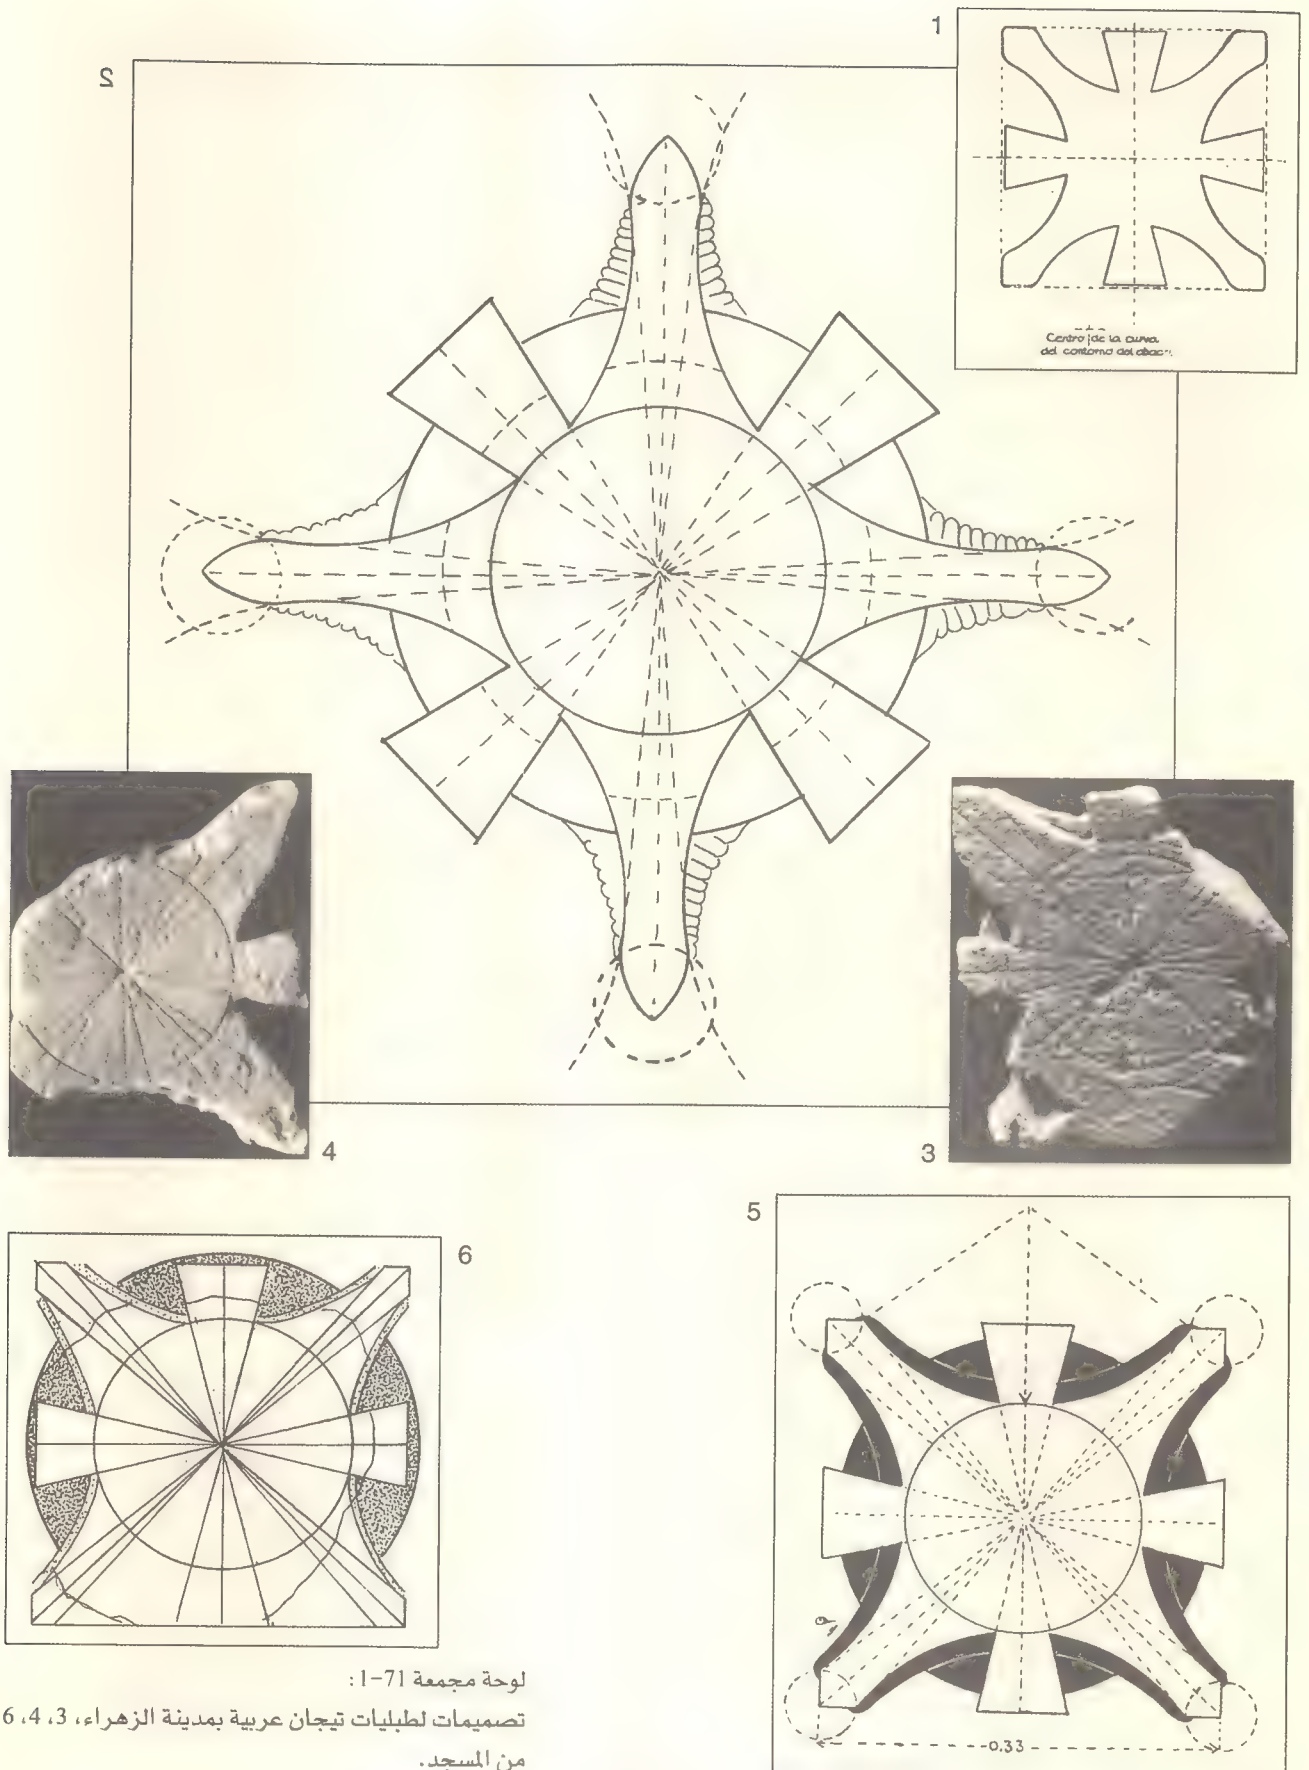 1
2
Centro de la curva
del contorno del abac
4
3
6
5
0.33
لوحة مجمعة 71-1:
تصميمات لطبليات تيجان عربية بمدينة الزهراء، 3، 4، 6
من المسجد.